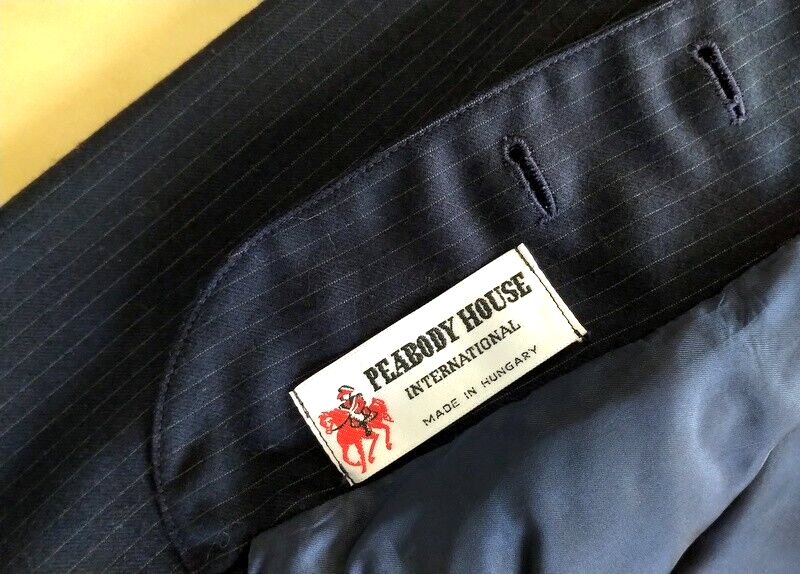 PEABODY HOUSE
INTERNATIONAL
MADE IN HUNGARY